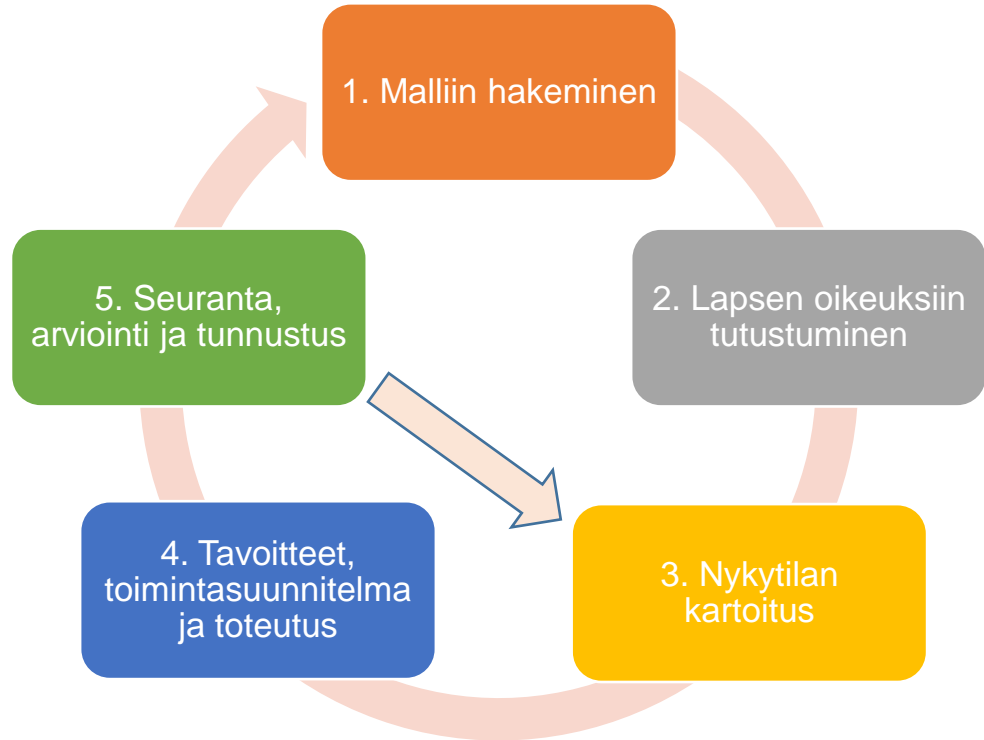 1. Malliin hakeminen
2. Lapsen oikeuksiin
tutustuminen
3. Nykytilan
kartoitus
4. Tavoitteet,
toimintasuunnitelma
ja toteutus
5. Seuranta,
arviointi ja tunnustus